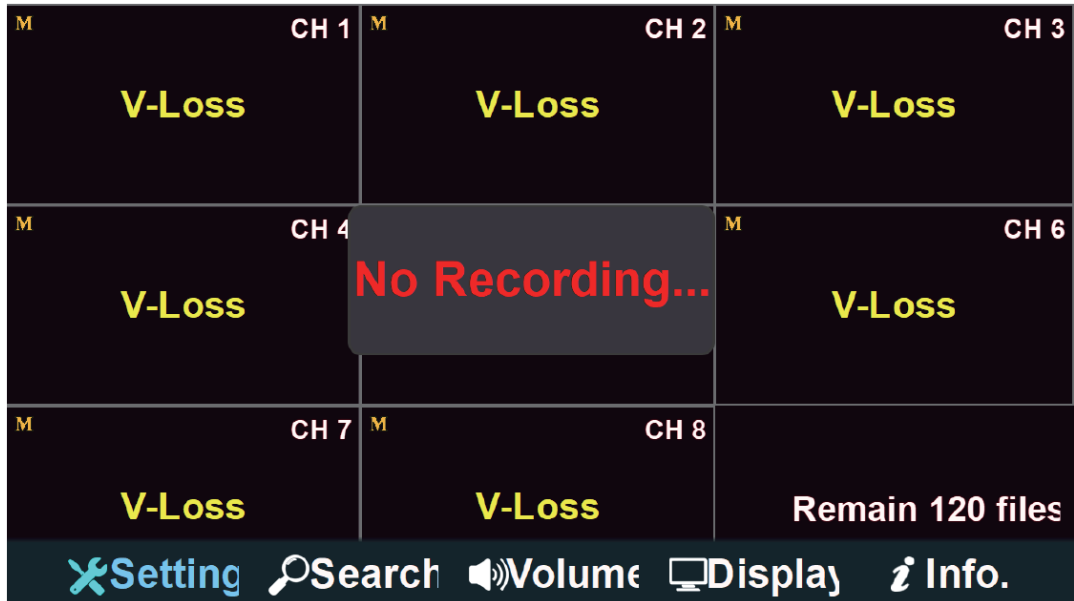 M CH 1 M CH 2 M CH 3
V-Loss V-Loss V-Loss
M CH 4 M CH 6
No Recording...
V-Loss V-Loss
M CH 7 M CH 8
V-Loss V-Loss Remain 120 files
Setting Search Volume Display Info.